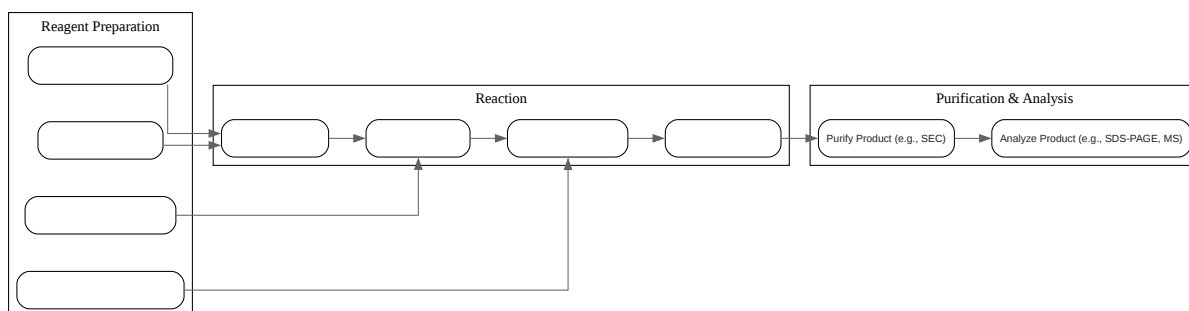 Reagent Preparation
Reaction
Purification & Analysis
Purify Product (e.g., SEC)
Analyze Product (e.g., SDS-PAGE, MS)